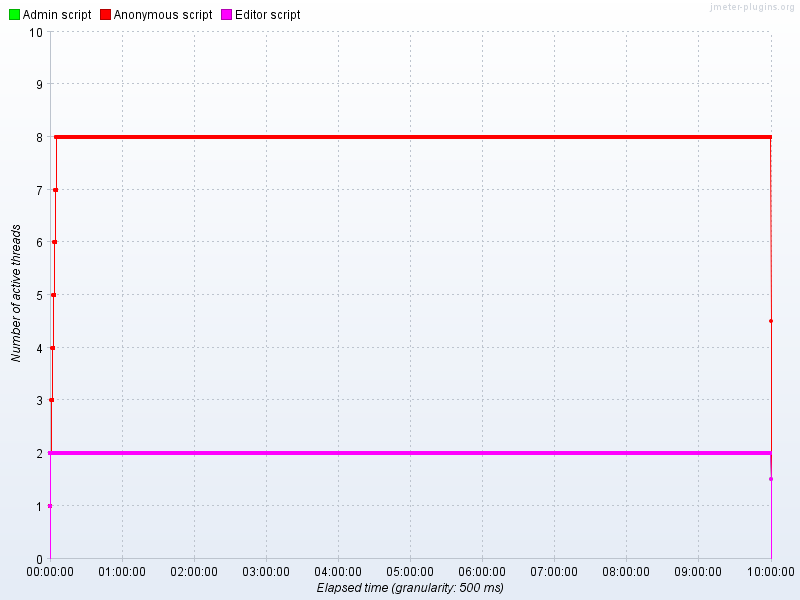 Admin script Anonymous script Editor script
jmeter-plugins.org
10
9
8
7
6
5
4
3
2
1
0
Number of active threads
00:00:00 01:00:00 02:00:00 03:00:00 04:00:00 05:00:00 06:00:00 07:00:00 08:00:00 09:00:00 10:00:00
Elapsed time (granularity: 500 ms)